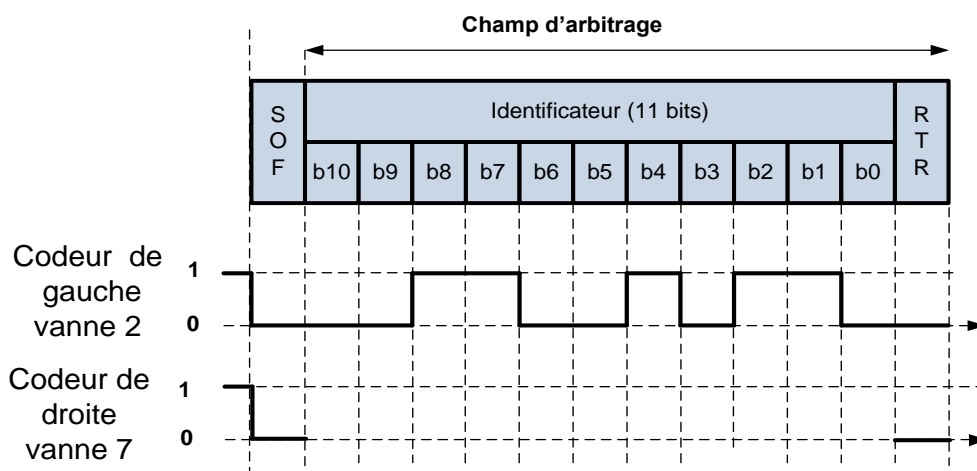 Champ d'arbitrage
S O F
Identificateur (11 bits)
R T R
b10 b9 b8 b7 b6 b5 b4 b3 b2 b1 b0
Codeur de
gauche
vanne 2
1
0
Codeur de
droite
vanne 7
1
0